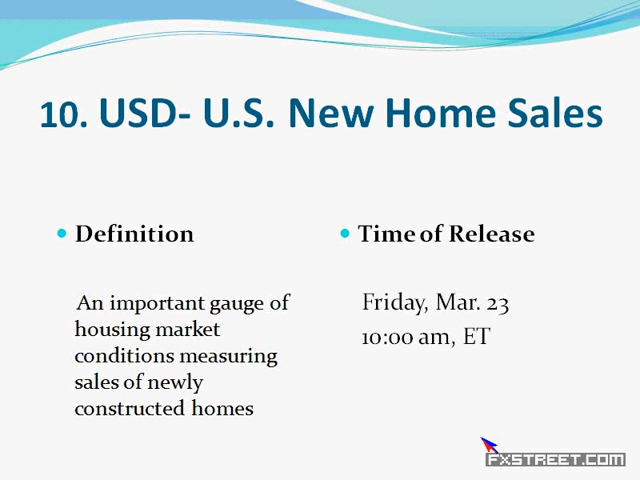 10. USD- U.S. New Home Sales
Definition
An important gauge of
housing market
conditions measuring
sales of newly
constructed homes
Time of Release
Friday, Mar. 23
10:00 am, ET
FXSTREET.COM